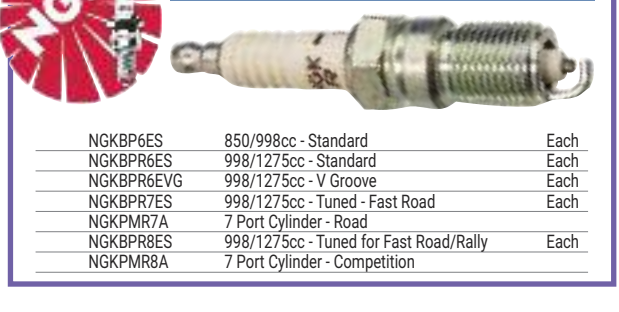 NG
NGK
R
NGKBP6ES 850/998cc - Standard Each
NGKBPR6ES 998/1275cc - Standard Each
NGKBPR6EVG 998/1275cc - V Groove Each
NGKBPR7ES 998/1275cc - Tuned - Fast Road Each
NGKPMR7A 7 Port Cylinder - Road
NGKBPR8ES 998/1275cc - Tuned for Fast Road/Rally Each
NGKPMR8A 7 Port Cylinder - Competition